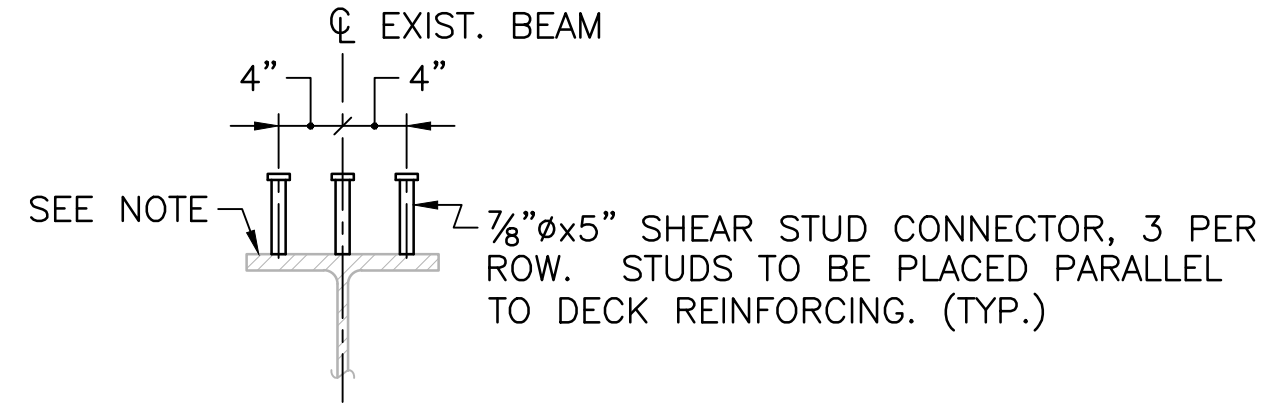 ℄ EXIST. BEAM
4" 4"
SEE NOTE
⅞"øx5" SHEAR STUD CONNECTOR, 3 PER
ROW. STUDS TO BE PLACED PARALLEL
TO DECK REINFORCING. (TYP.)